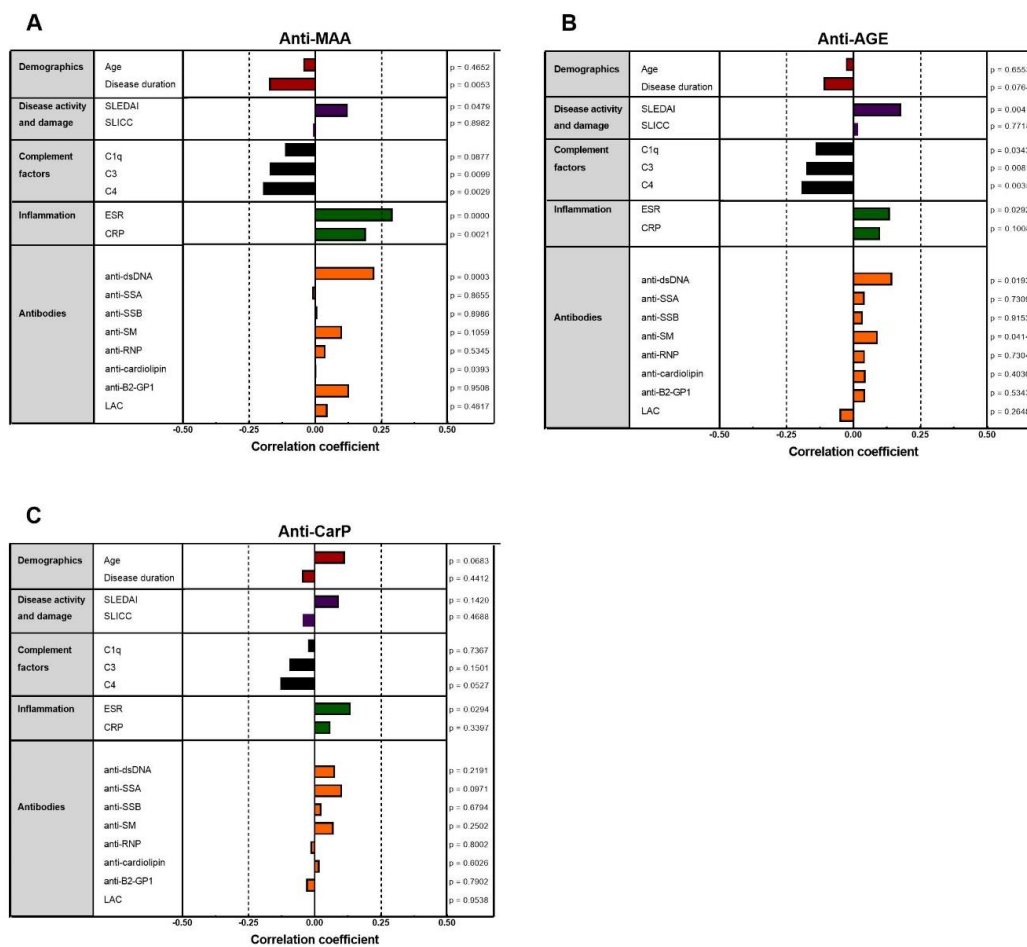 A
Anti-MAA
Demographics
Age
p = 0.4652
Disease duration
p = 0.0053
Disease activity
and damage
SLEDAI
p = 0.0479
SLICC
p = 0.8982
Complement
factors
C1q
p = 0.0877
C3
p = 0.0099
C4
p = 0.0029
Inflammation
ESR
p = 0.0000
CRP
p = 0.0021
Antibodies
anti-dsDNA
p = 0.0003
anti-SSA
p = 0.8655
anti-SSB
p = 0.8986
anti-SM
p = 0.1059
anti-RNP
p = 0.5345
anti-cardiolipin
p = 0.0393
anti-B2-GP1
p = 0.9508
LAC
p = 0.4617
-0.50 -0.25 0.00 0.25 0.50
Correlation coefficient
B
Anti-AGE
Demographics
Age
Disease duration
Disease activity
and damage
SLEDAI
SLICC
Complement
factors
C1q
C3
C4
Inflammation
ESR
CRP
Antibodies
anti-dsDNA
anti-SSA
anti-SSB
anti-SM
anti-RNP
anti-cardiolipin
anti-B2-GP1
LAC
-0.50 -0.25 0.00 0.25 0.50
Correlation coefficient
C
Anti-CarP
Demographics
Age
p = 0.0683
Disease duration
p = 0.4412
Disease activity
and damage
SLEDAI
p = 0.1420
SLICC
p = 0.4688
Complement
factors
C1q
p = 0.7367
C3
p = 0.1501
C4
p = 0.0527
Inflammation
ESR
p = 0.0294
CRP
p = 0.3397
Antibodies
anti-dsDNA
p = 0.2191
anti-SSA
p = 0.0971
anti-SSB
p = 0.6794
anti-SM
p = 0.2502
anti-RNP
p = 0.8002
anti-cardiolipin
p = 0.6026
anti-B2-GP1
p = 0.7902
LAC
p = 0.9538
-0.50 -0.25 0.00 0.25 0.50
Correlation coefficient